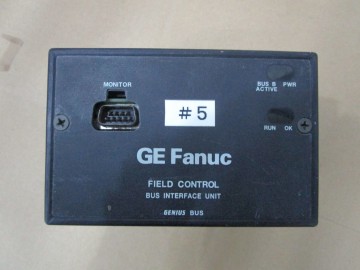 MONITOR
BUS B PWR
ACTIVE
#5
RUN OK
GE Fanuc
FIELD CONTROL
BUS INTERFACE UNIT
GENIUS BUS